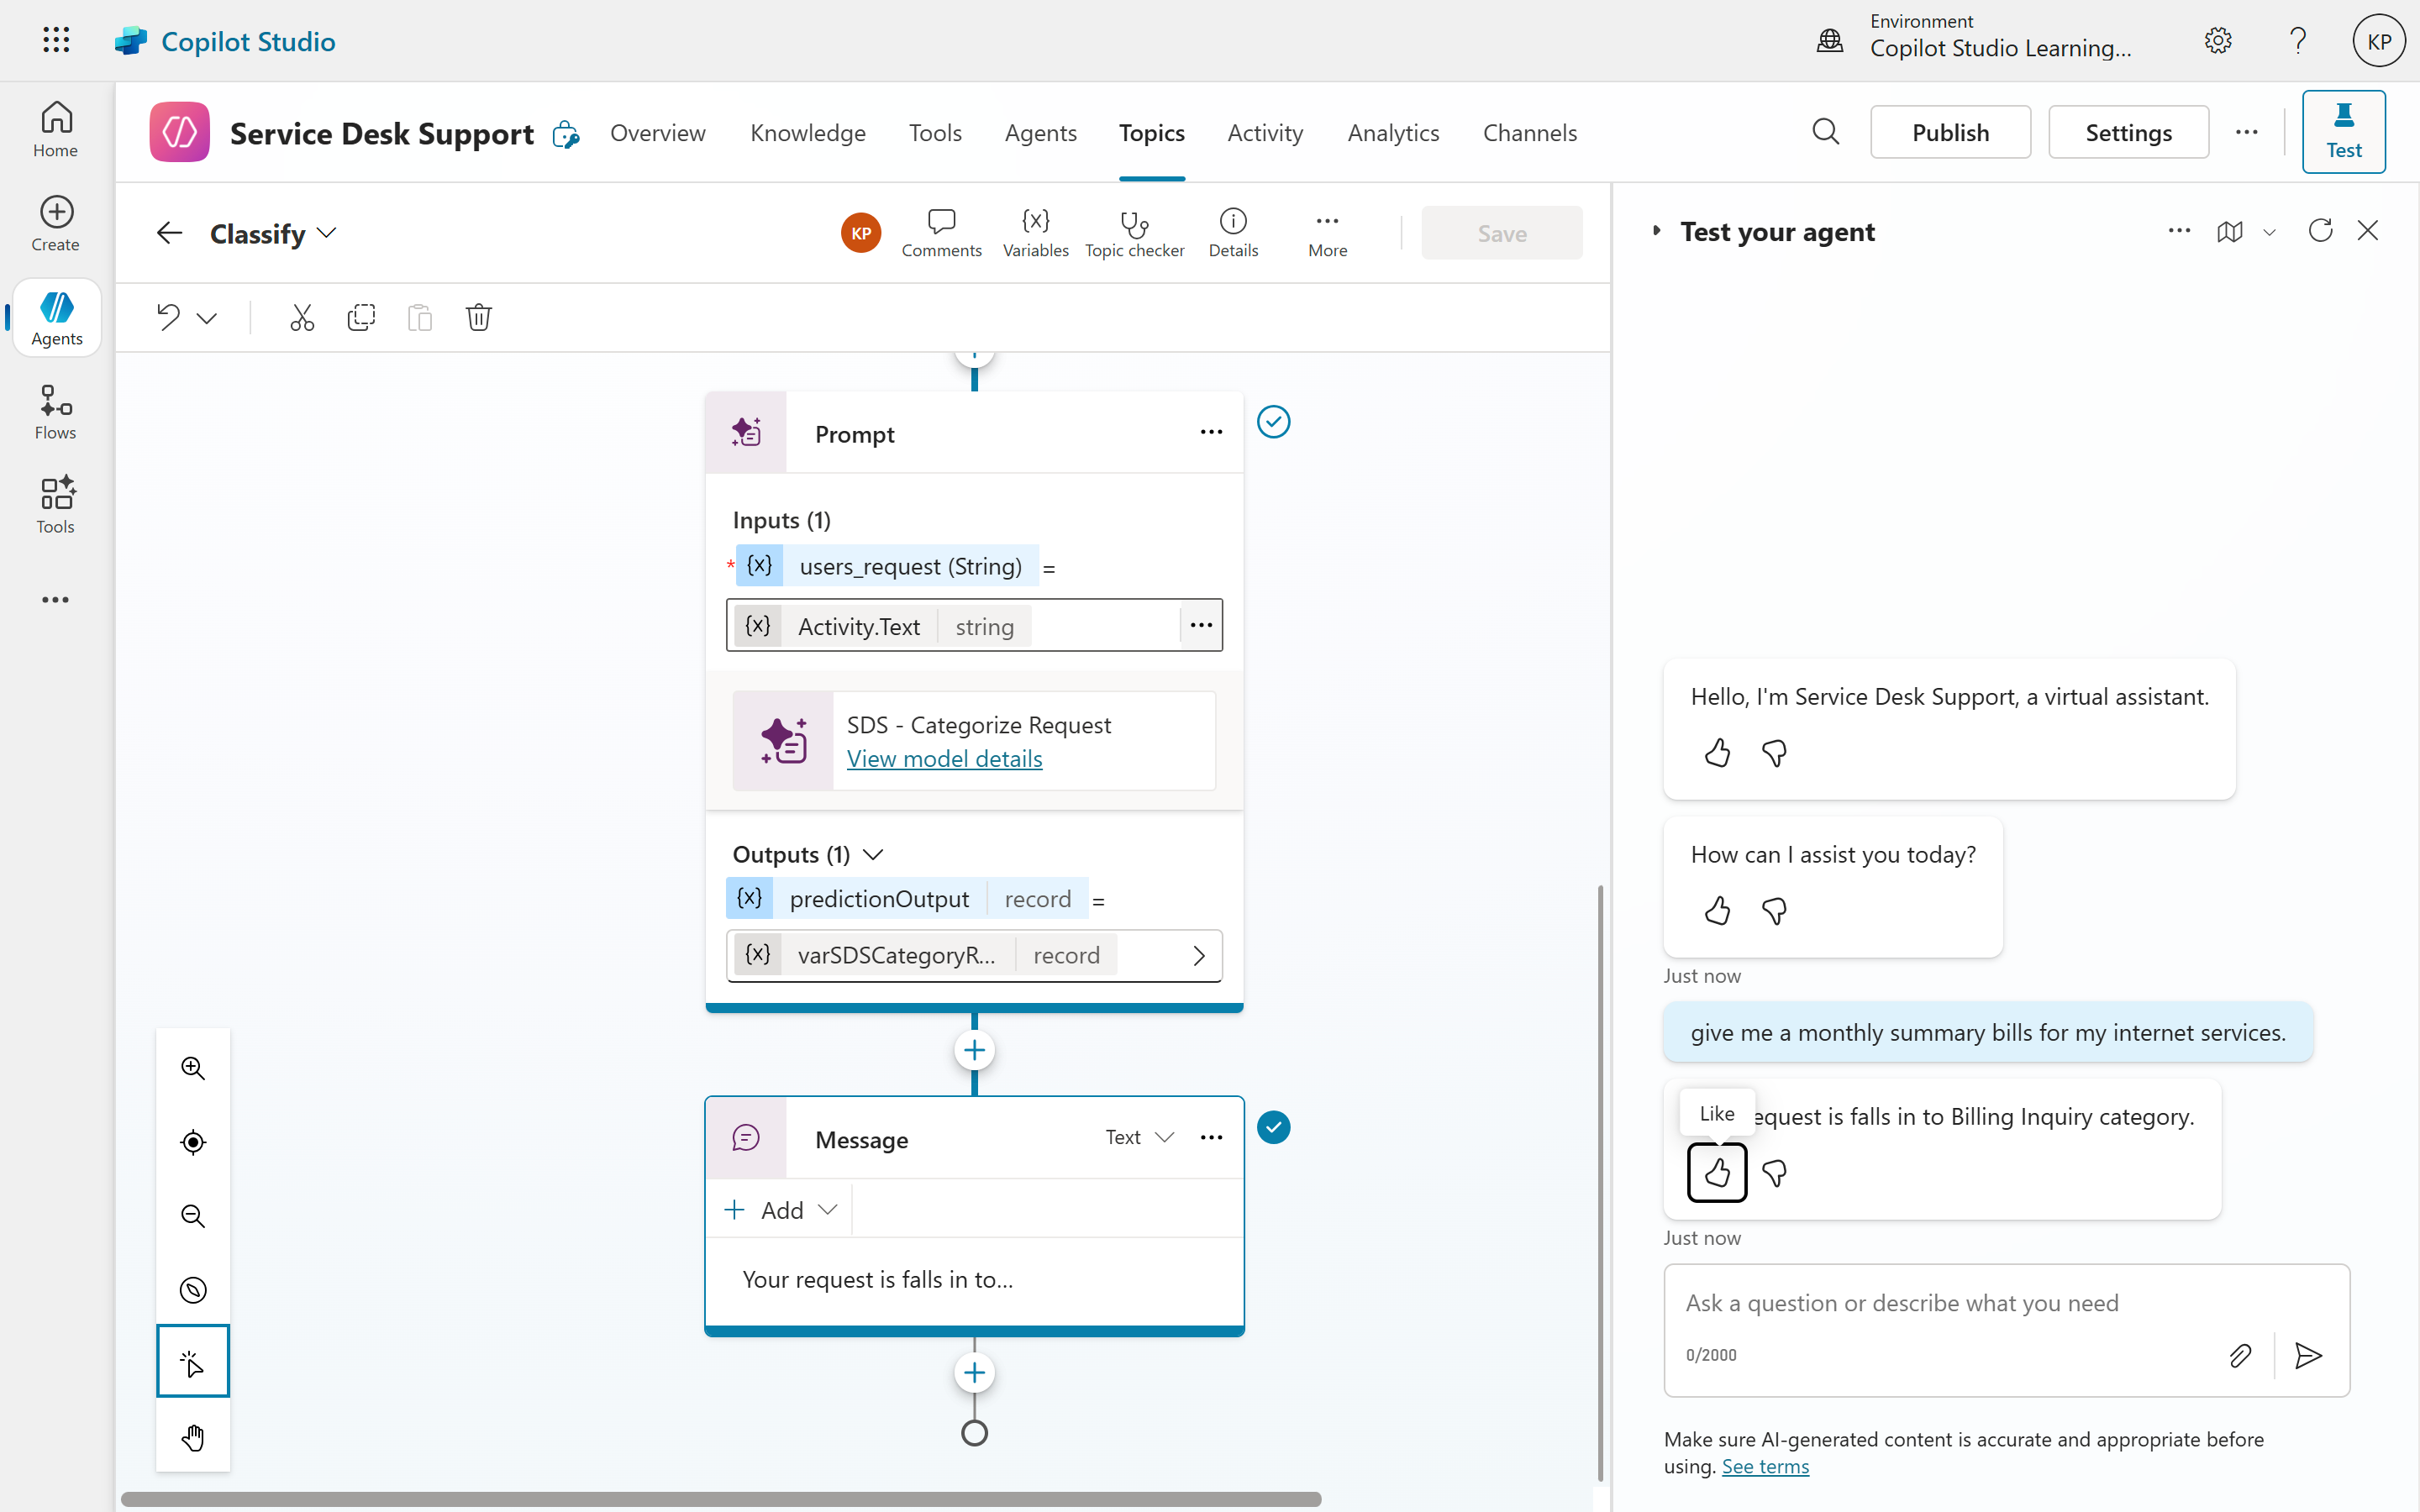 Copilot Studio
Environment
Copilot Studio Learning...
KP
Home
Create
Agents
Flows
Tools
Service Desk Support
Overview
Knowledge
Tools
Agents
Topics
Activity
Analytics
Channels
Publish
Settings
Test
Classify
KP
Comments
{x}
Variables
Topic checker
Details
More
Save
Prompt
Inputs (1)
* {x} users_request (String) =
{x} Activity.Text string
SDS - Categorize Request
View model details
Outputs (1)
{x} predictionOutput record =
{x} varSDSCategoryR... record
Message
Text
Add
Your request is falls in to...
Test your agent
Hello, I'm Service Desk Support, a virtual assistant.
How can I assist you today?
Just now
give me a monthly summary bills for my internet services.
Like
equest is falls in to Billing Inquiry category.
Just now
Ask a question or describe what you need
0/2000
Make sure AI-generated content is accurate and appropriate before
using. See terms